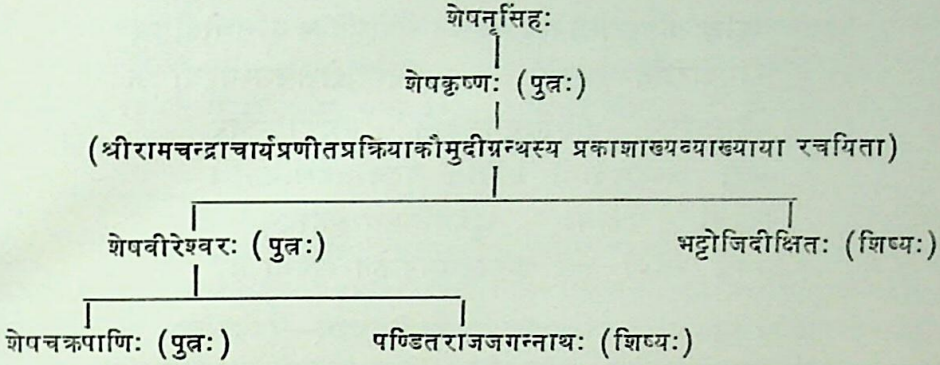 शेषनृसिंहः
शेषकृष्णः (पुत्रः)
(श्रीरामचन्द्राचार्यप्रणीतप्रक्रियाकौमुदीग्रन्थस्य प्रकाशाख्यव्याख्याया रचयिता)
शेषवीरेश्वरः (पुत्रः) भट्टोजिदीक्षितः (शिष्यः)
शेषचक्रपाणिः (पुत्रः) पण्डितराजजगन्नाथः (शिष्यः)